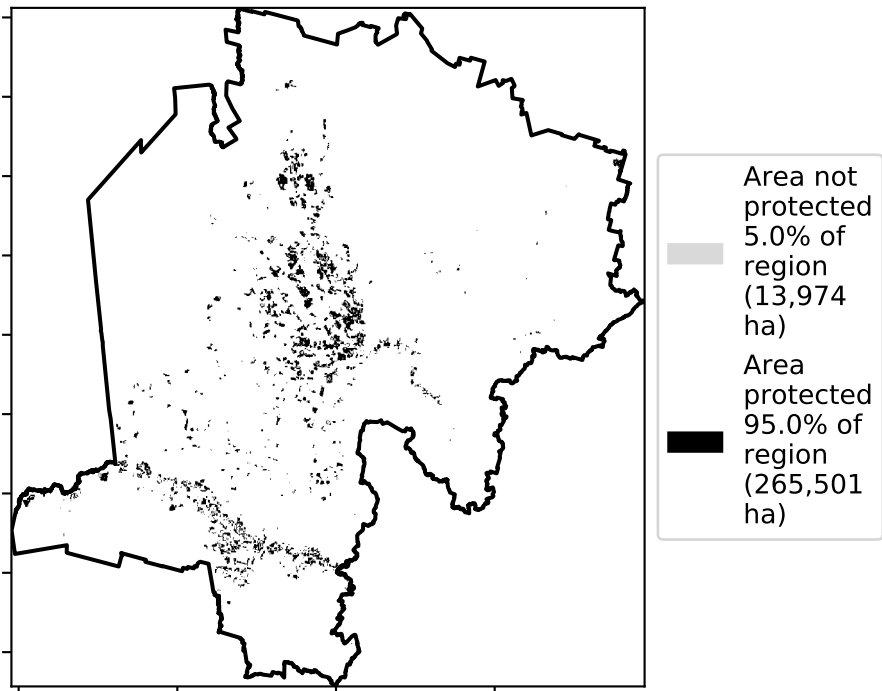 Area not
protected
5.0% of
region
(13,974
ha)
Area
protected
95.0% of
region
(265,501
ha)